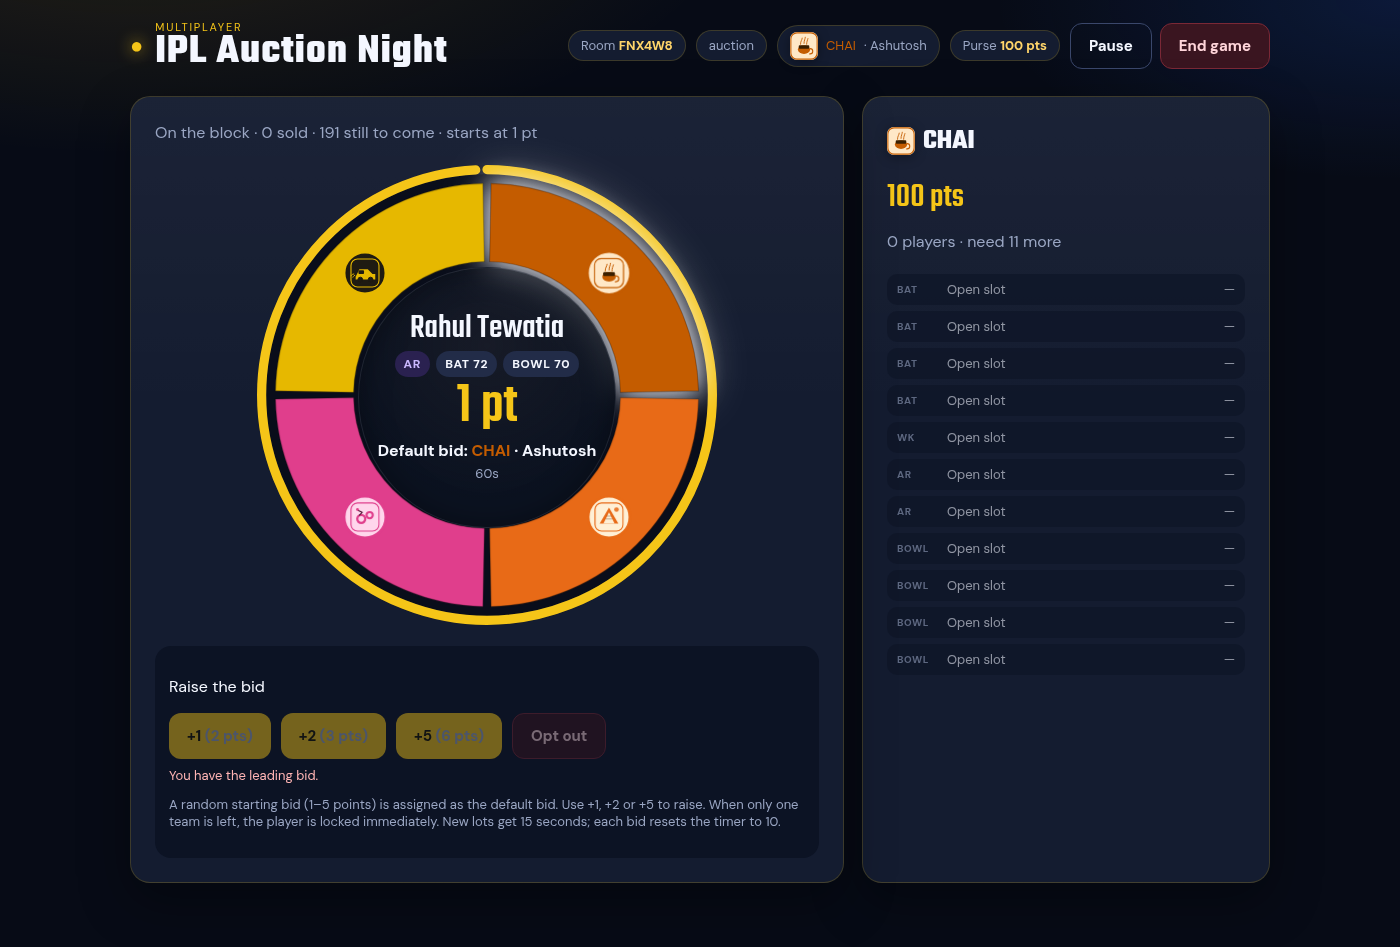 MULTIPLAYER
IPL Auction Night
Room FNX4W8
auction
CHAI · Ashutosh
Purse 100 pts
Pause
End game
On the block · 0 sold · 191 still to come · starts at 1 pt
Rahul Tewatia
AR BAT 72 BOWL 70
1 pt
Default bid: CHAI · Ashutosh
60s
Raise the bid
+1 (2 pts) +2 (3 pts) +5 (6 pts) Opt out
You have the leading bid.
A random starting bid (1–5 points) is assigned as the default bid. Use +1, +2 or +5 to raise. When only one
team is left, the player is locked immediately. New lots get 15 seconds; each bid resets the timer to 10.
CHAI
100 pts
0 players · need 11 more
BAT Open slot —
BAT Open slot —
BAT Open slot —
BAT Open slot —
WK Open slot —
AR Open slot —
AR Open slot —
BOWL Open slot —
BOWL Open slot —
BOWL Open slot —
BOWL Open slot —